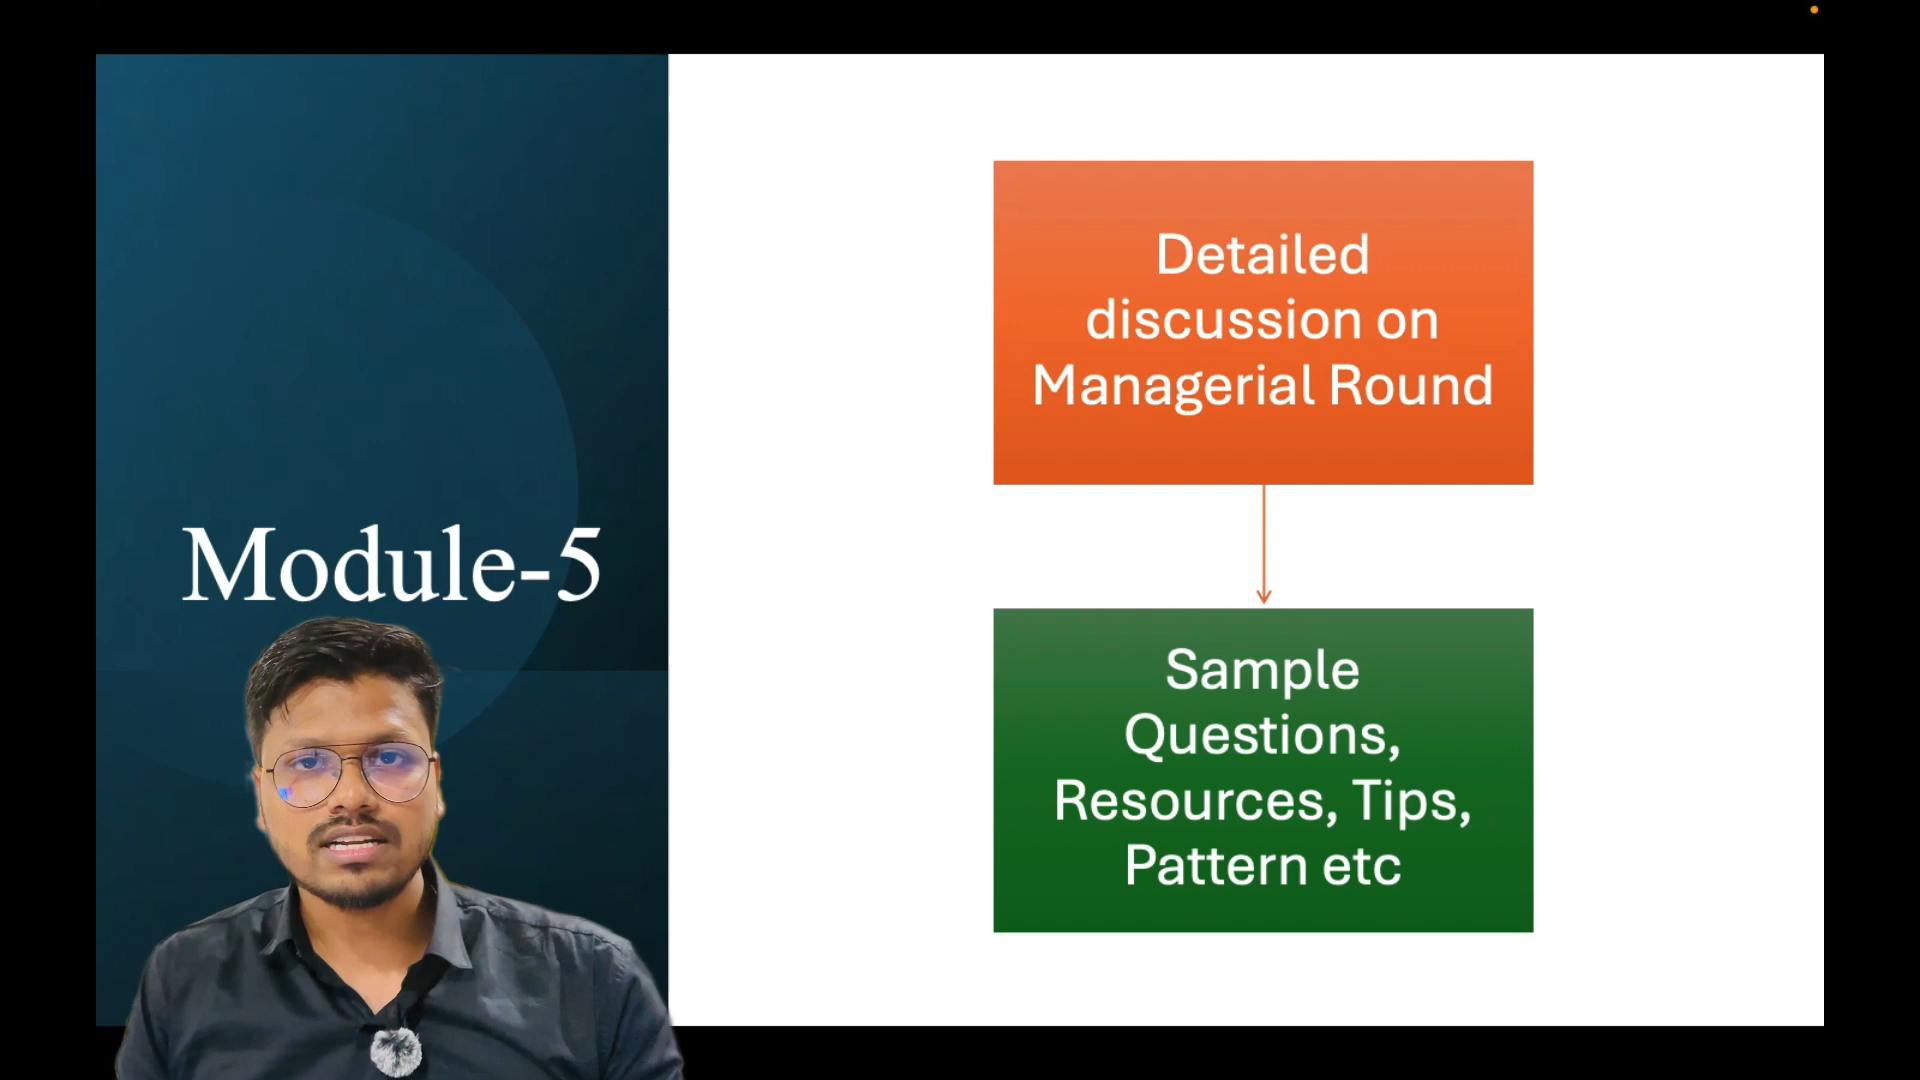 Module-5
Detailed
discussion on
Managerial Round
Sample
Questions,
Resources, Tips,
Pattern etc